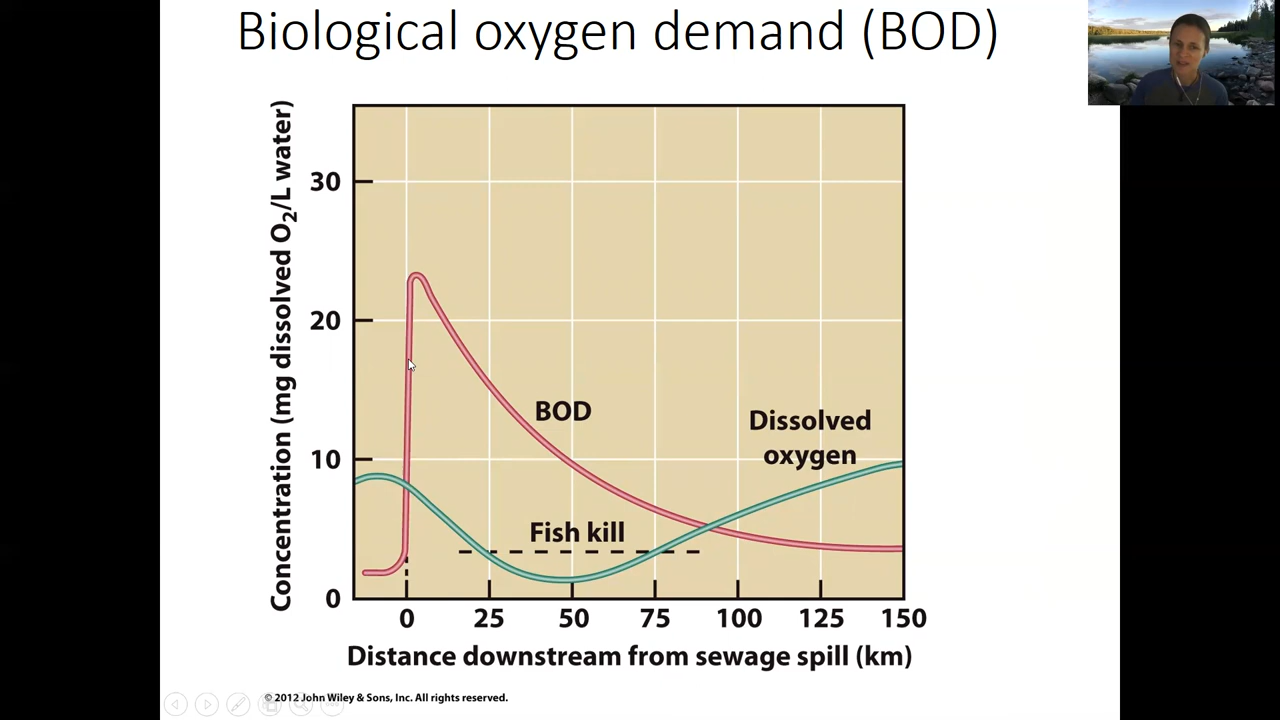 Biological oxygen demand (BOD)
Concentration (mg dissolved O₂/L water)
30
20
10
0
BOD
Dissolved
oxygen
Fish kill
0 25 50 75 100 125 150
Distance downstream from sewage spill (km)
© 2012 John Wiley & Sons, Inc. All rights reserved.